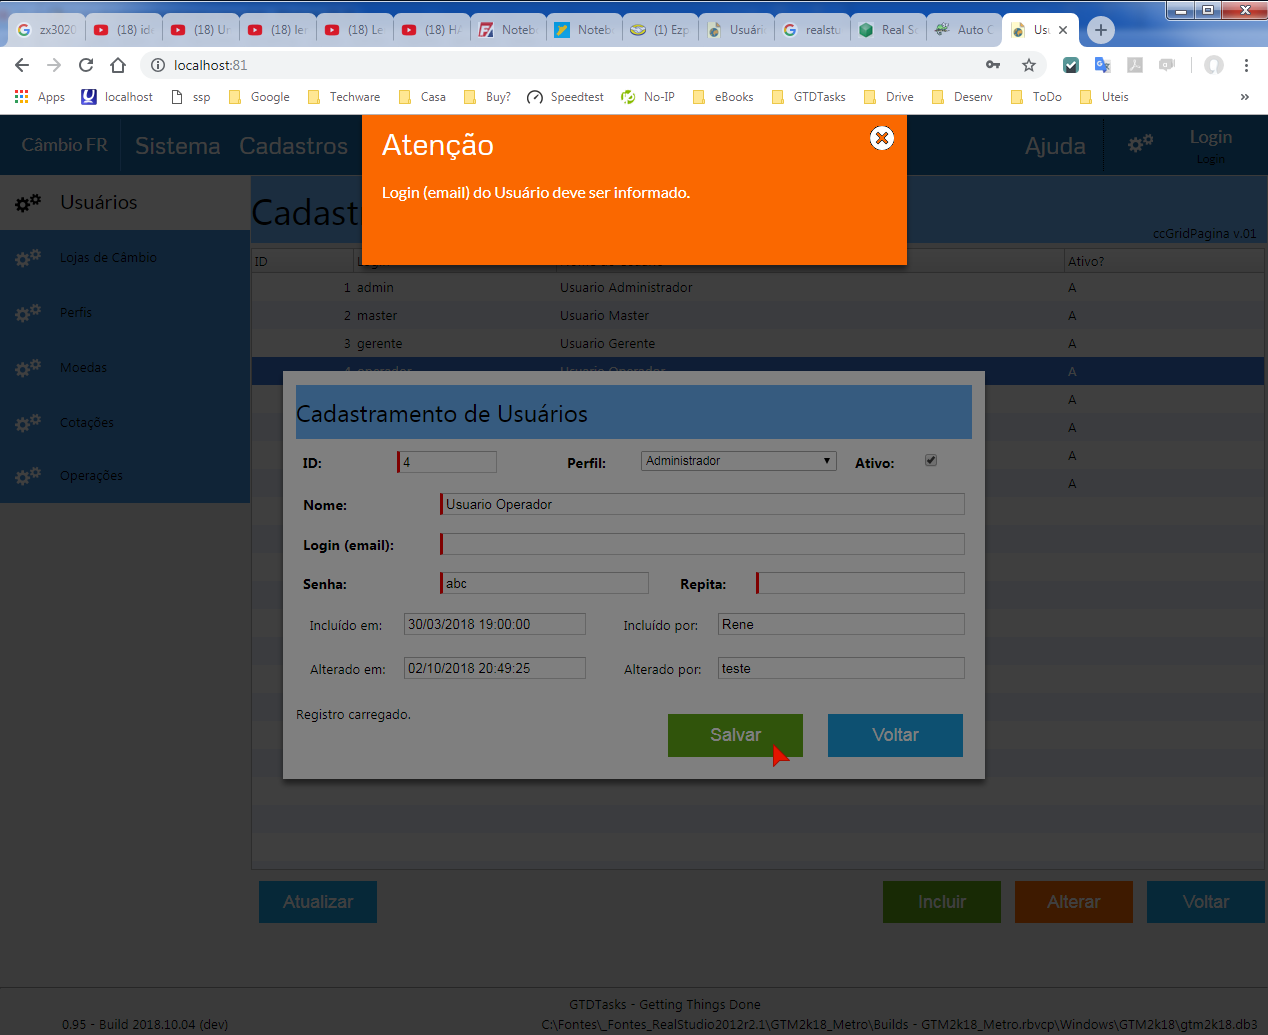 zx3020
(18) ide
(18) Ur
(18) ler
(18) Le
(18) HA
Noteb
Noteb
(1) Ezp
Usuári
realstu
Real S
Auto C
Usu
localhost:81
Apps
localhost
ssp
Google
Techware
Casa
Buy?
Speedtest
No-IP
eBooks
GTDTasks
Drive
Desenv
ToDo
Uteis
»
Câmbio FR
Sistema
Cadastros
Ajuda
Login
Login
Atenção
Login (email) do Usuário deve ser informado.
Usuários
Lojas de Câmbio
Perfis
Moedas
Cotações
Operações
Cadast
ccGridPagina v.01
ID
Ativo?
1 admin Usuario Administrador A
2 master Usuario Master A
3 gerente Usuario Gerente A
4 operador Usuario Operador A
A
A
A
A
Cadastramento de Usuários
ID: 4 Perfil: Administrador Ativo:
Nome: Usuario Operador
Login (email):
Senha: abc Repita:
Incluído em: 30/03/2018 19:00:00 Incluído por: Rene
Alterado em: 02/10/2018 20:49:25 Alterado por: teste
Registro carregado.
Salvar
Voltar
Atualizar
Incluir
Alterar
Voltar
GTDTasks - Getting Things Done
0.95 - Build 2018.10.04 (dev)
C:\Fontes\_Fontes_RealStudio2012r2.1\GTM2k18_Metro\Builds - GTM2k18_Metro.rbvcp\Windows\GTM2k18\gtm2k18.db3